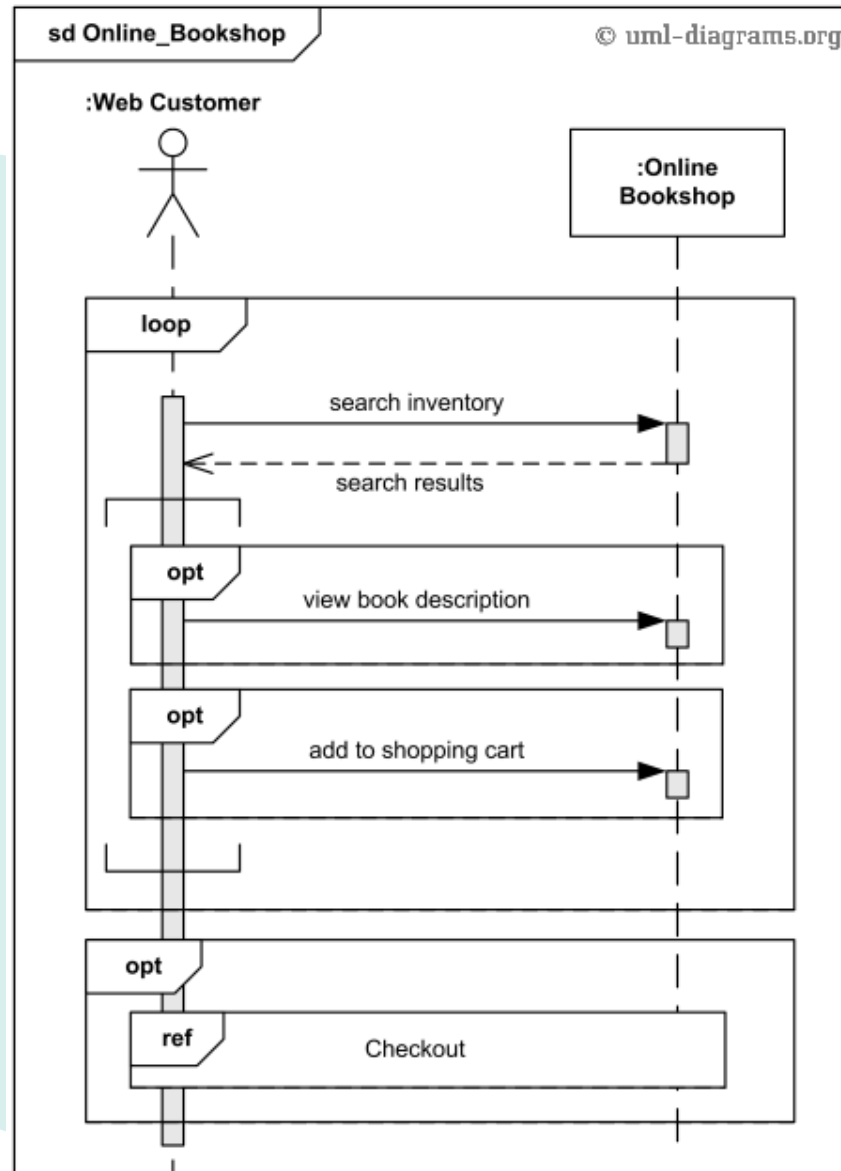 sd Online_Bookshop
© uml-diagrams.org
:Web Customer
:Online
Bookshop
loop
search inventory
search results
opt
view book description
opt
add to shopping cart
opt
ref
Checkout